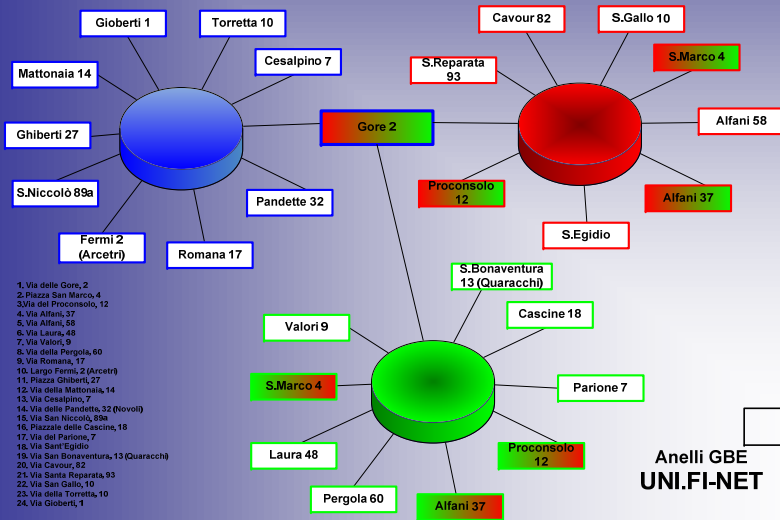 Gioberti 1
Torretta 10
Cesalpino 7
Mattonaia 14
Ghiberti 27
S.Niccolò 89a
Fermi 2
(Arcetri)
Romana 17
Pandette 32
Gore 2
Cavour 82
S.Gallo 10
S.Marco 4
S.Reparata
93
Alfani 58
Proconsolo
12
Alfani 37
S.Egidio
S.Bonaventura
13 (Quaracchi)
Cascine 18
Valori 9
S.Marco 4
Parione 7
Laura 48
Proconsolo
12
Pergola 60
Alfani 37
1, Via delle Gore, 2
2. Piazza San Marco, 4
3,Via del Proconsolo, 12
4. Via Alfani, 37
5, Via Alfani, 58
6, Via Laura, 48
7. Via Valori, 9
8. Via della Pergola, 60
9. Via Romana, 17
10. Largo Fermi, 2 (Arcetri)
11. Piazza Ghiberti, 27
12. Via della Mattonaia, 14
13. Via Cesalpino, 7
14. Via delle Pandette, 32 (Novoli)
15. Via San Niccolò, 89a
16, Piazzale delle Cascine, 18
17. Via del Parione, 7
18. Via Sant'Egidio
19. Via San Bonaventura, 13 (Quaracchi)
20, Via Cavour, 82
21. Via Santa Reparata, 93
22. Via San Gallo, 10
23. Via della Torretta, 10
24. Via Gioberti, 1
Anelli GBE
UNI.FI-NET